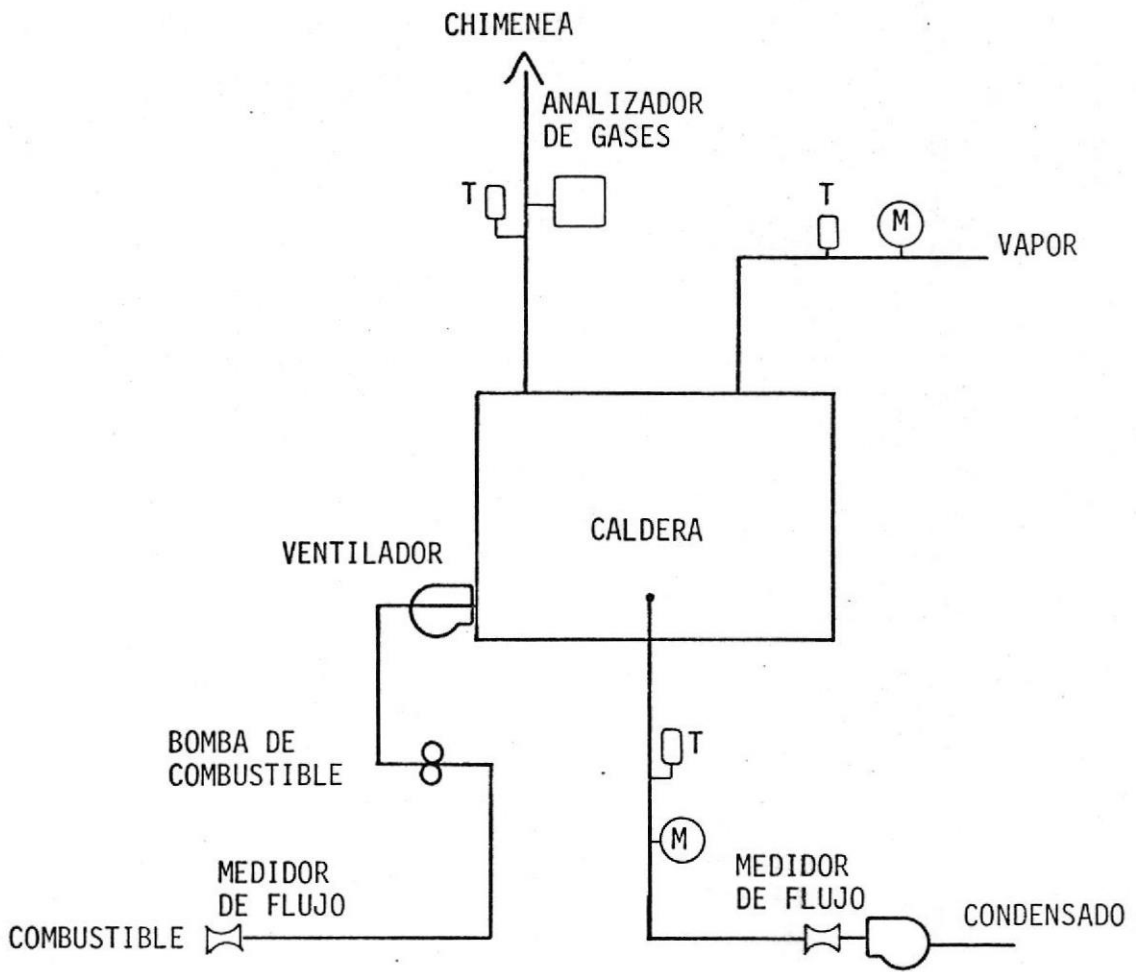 CHIMENEA
ANALIZADOR
DE GASES
T
T
M
VAPOR
CALDERA
VENTILADOR
T
BOMBA DE
COMBUSTIBLE
M
MEDIDOR
DE FLUJO
MEDIDOR
DE FLUJO
COMBUSTIBLE
CONDENSADO